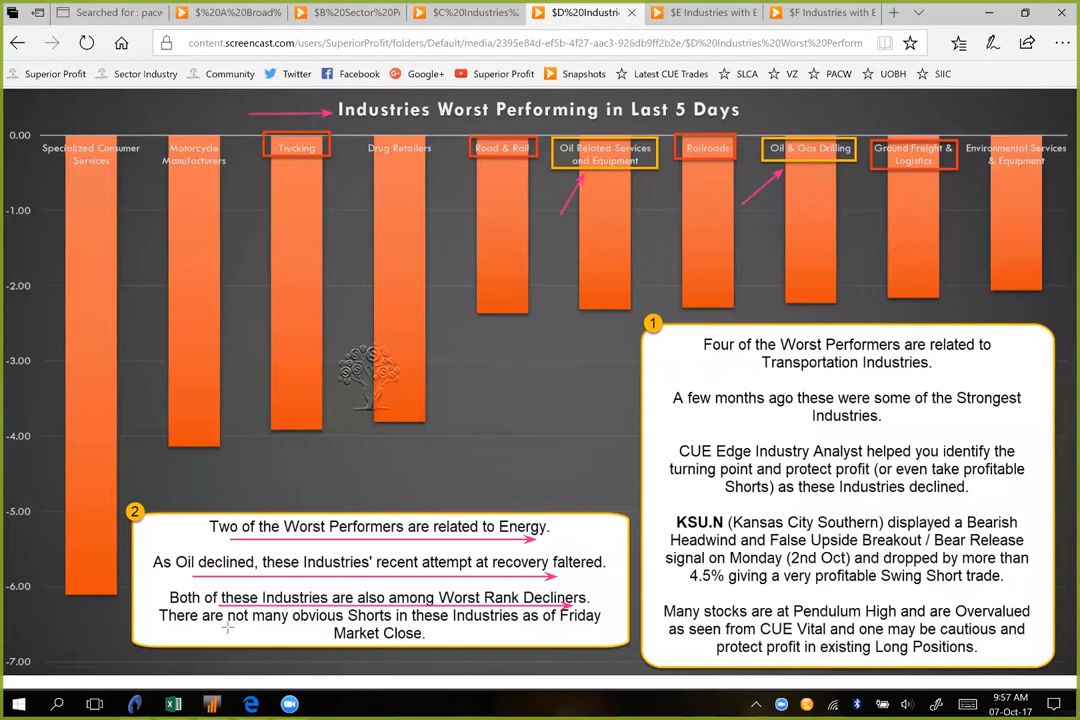 Searched for : pacw
$%20A%20Broad%
$B%20Sector%20P
$C%20Industries%
$D%20Industri
$E Industries with E
$F Industries with E
content.screencast.com/users/SuperiorProfit/folders/Default/media/2395e84d-ef5b-4f27-aac3-926db9ff2b2e/$D%20Industries%20Worst%20Perform
Superior Profit
Sector Industry
Community
Twitter
Facebook
Google+
Superior Profit
Snapshots
Latest CUE Trades
SLCA
VZ
PACW
UOBH
SIIC
Industries Worst Performing in Last 5 Days
0.00
-1.00
-2.00
-3.00
-4.00
-5.00
-6.00
-7.00
Specialized Consumer
Services
Motorcycle
Manufacturers
Trucking
Drug Retailers
Road & Rail
Oil Related Services
and Equipment
Railroads
Oil & Gas Drilling
Ground Freight &
Logistics
Environmental Services
& Equipment
1
Four of the Worst Performers are related to
Transportation Industries.
A few months ago these were some of the Strongest
Industries.
CUE Edge Industry Analyst helped you identify the
turning point and protect profit (or even take profitable
Shorts) as these Industries declined.
KSU.N (Kansas City Southern) displayed a Bearish
Headwind and False Upside Breakout / Bear Release
signal on Monday (2nd Oct) and dropped by more than
4.5% giving a very profitable Swing Short trade.
Many stocks are at Pendulum High and are Overvalued
as seen from CUE Vital and one may be cautious and
protect profit in existing Long Positions.
2
Two of the Worst Performers are related to Energy.
As Oil declined, these Industries' recent attempt at recovery faltered.
Both of these Industries are also among Worst Rank Decliners.
There are not many obvious Shorts in these Industries as of Friday
Market Close.
9:57 AM
07-Oct-17